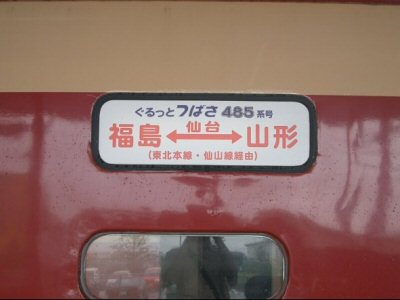 ぐるっとつばさ485系号
福島 仙台 山形
(東北本線・仙山線経由)